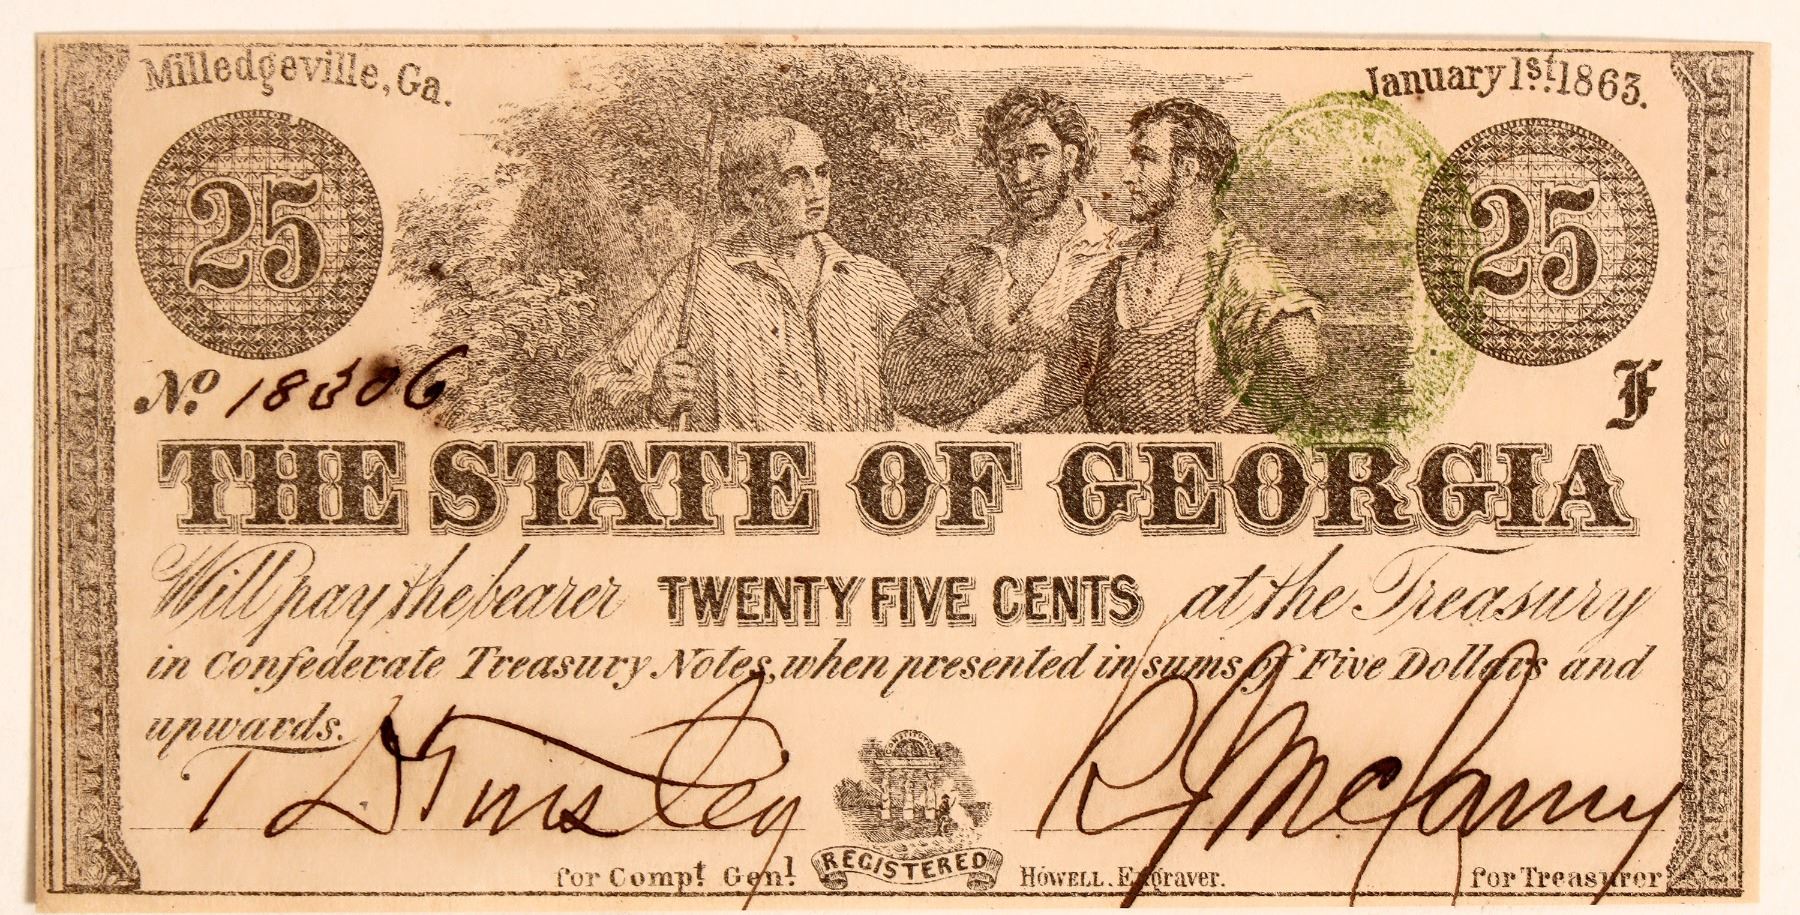 Milledgeville, Ga.
January 1st. 1863.
25
25
No. 18306
F
THE STATE OF GEORGIA
Will pay the bearer TWENTY FIVE CENTS at the Treasury
in Confederate Treasury Notes, when presented in sums of Five Dollars and
upwards.
CONSTITUTION
for Compt. Genl REGISTERED HOWELL. Engraver. for Treasurer